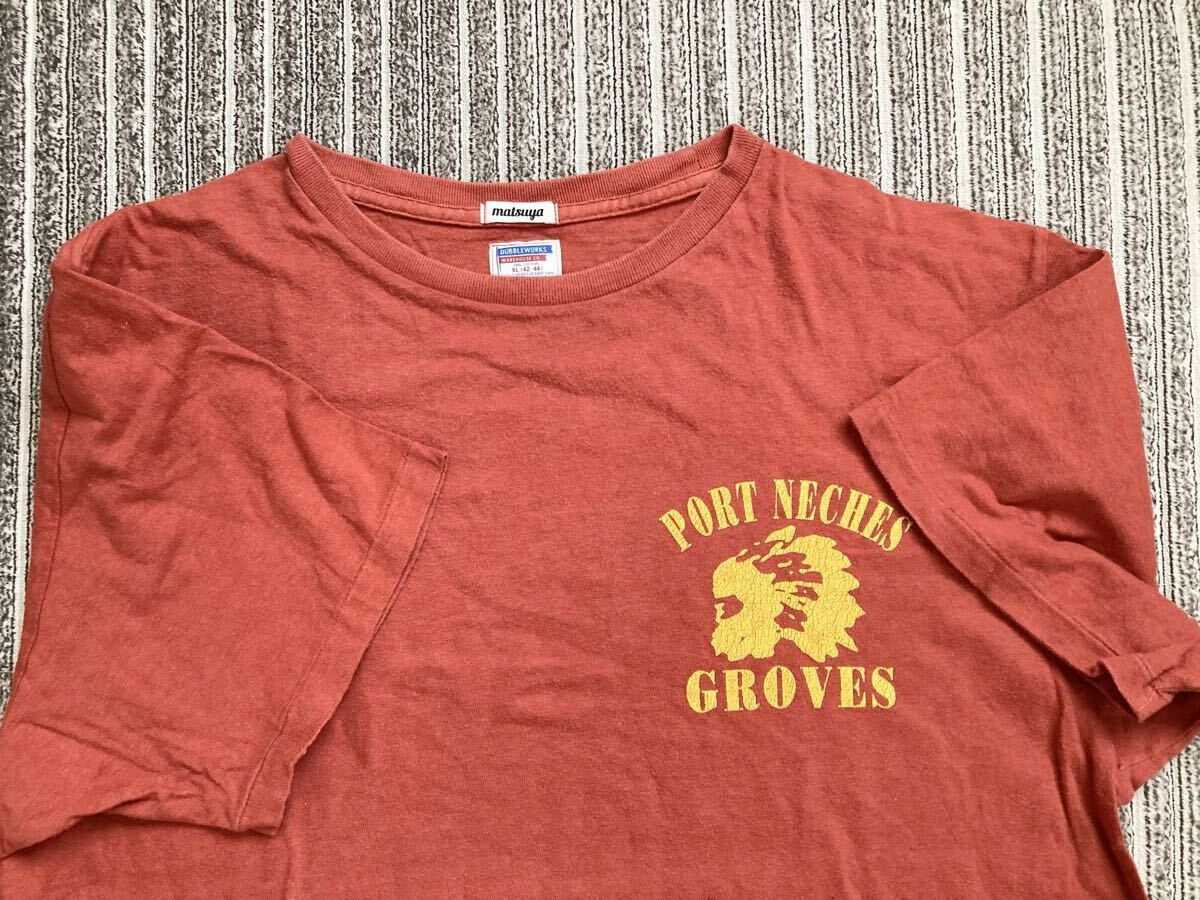 matsuya
DUBBLEWORKS
WAREHOUSE CO.
XL (42-44)
PORT NECHES
GROVES